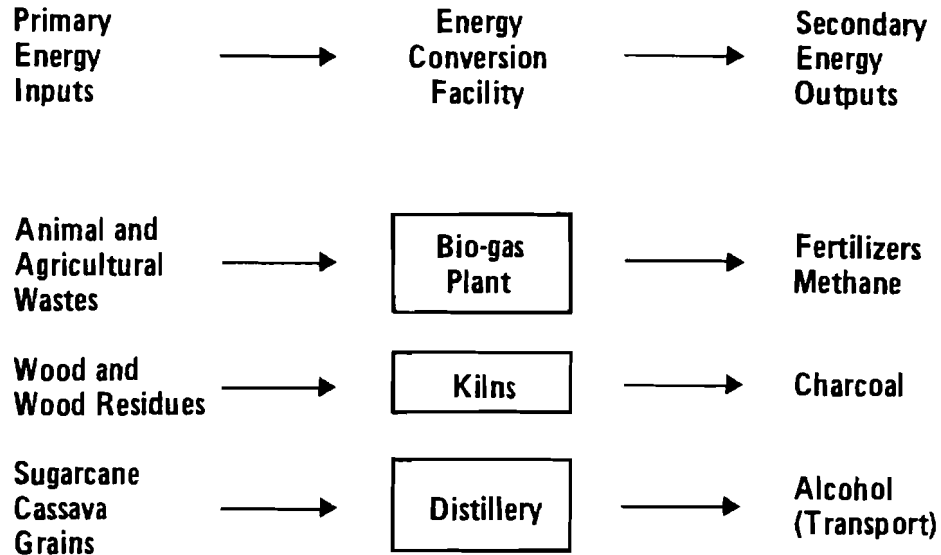 Primary
Energy
Inputs
Energy
Conversion
Facility
Secondary
Energy
Outputs
Animal and
Agricultural
Wastes
Bio-gas
Plant
Fertilizers
Methane
Wood and
Wood Residues
Kilns
Charcoal
Sugarcane
Cassava
Grains
Distillery
Alcohol
(Transport)